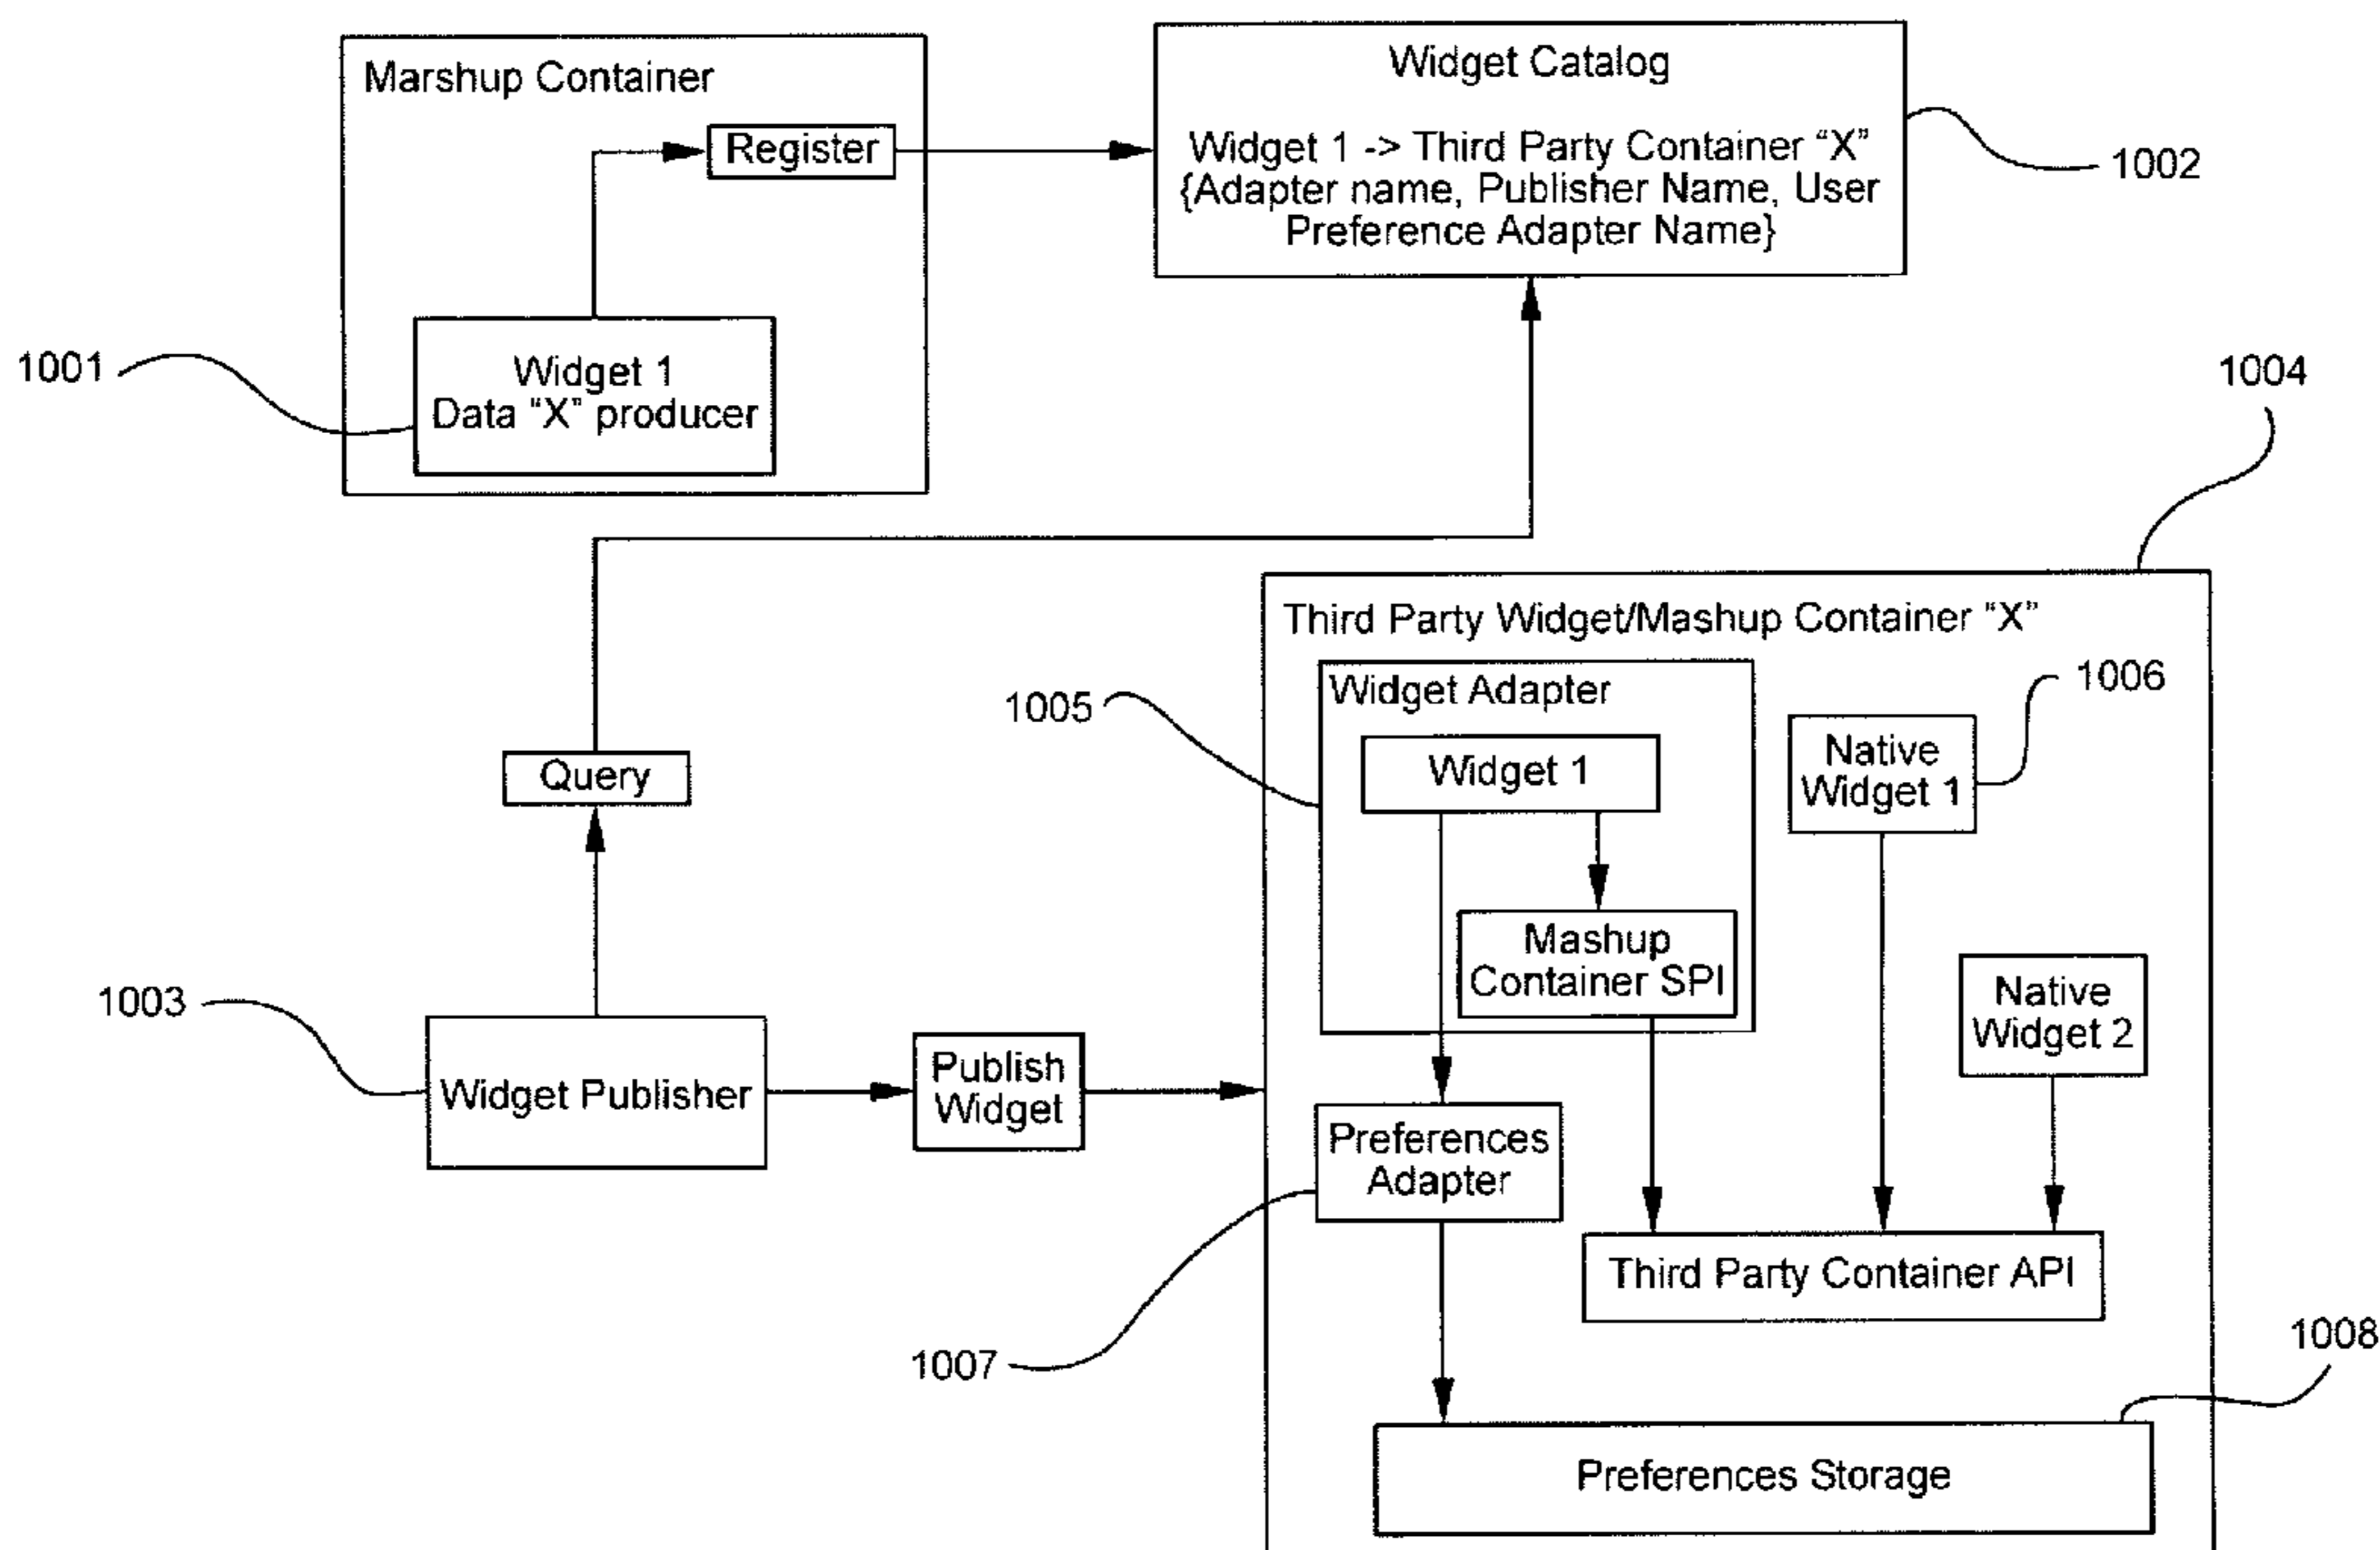 Marshup Container
Register
Widget 1
Data “X” producer
1001
Widget Catalog
Widget 1 -> Third Party Container “X”
{Adapter name, Publisher Name, User
Preference Adapter Name}
1002
1004
Query
1003
Widget Publisher
Publish
Widget
Third Party Widget/Mashup Container “X”
1005
Widget Adapter
Widget 1
Mashup
Container SPI
1006
Native
Widget 1
Native
Widget 2
Preferences
Adapter
1007
Third Party Container API
1008
Preferences Storage